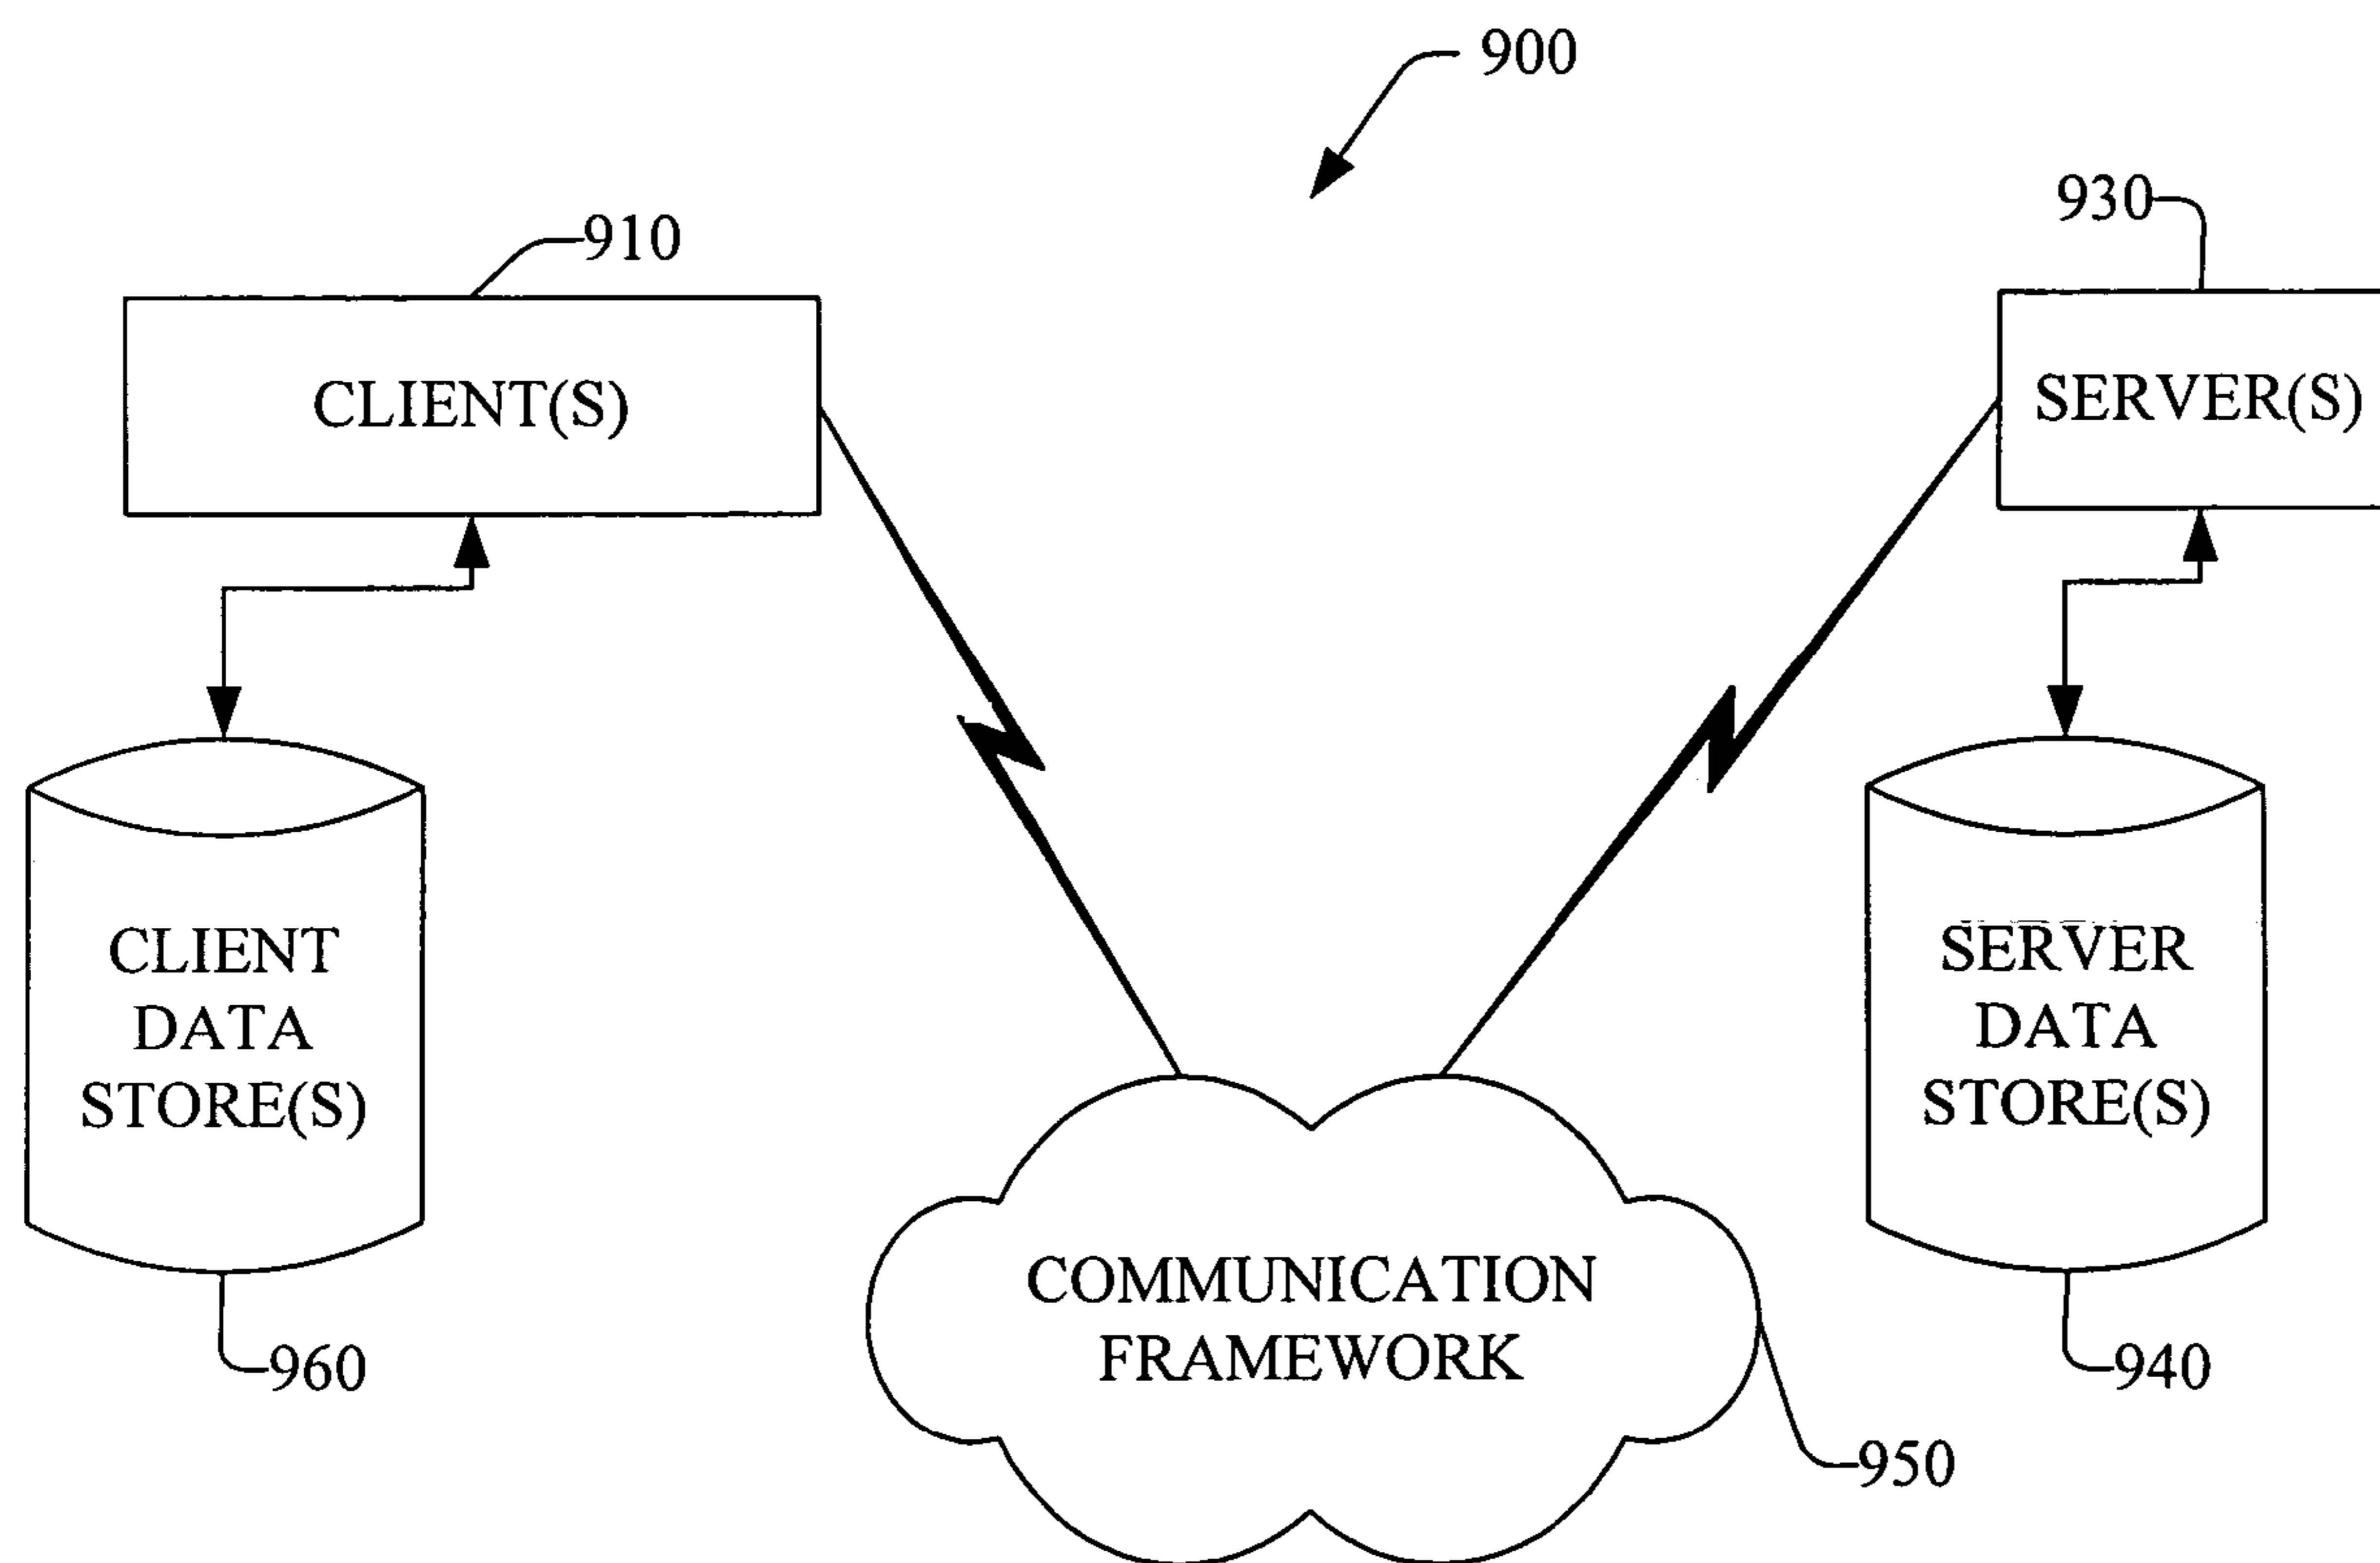 900
930
910
CLIENT(S)
SERVER(S)
CLIENT
DATA
STORE(S)
SERVER
DATA
STORE(S)
COMMUNICATION
FRAMEWORK
960
940
950